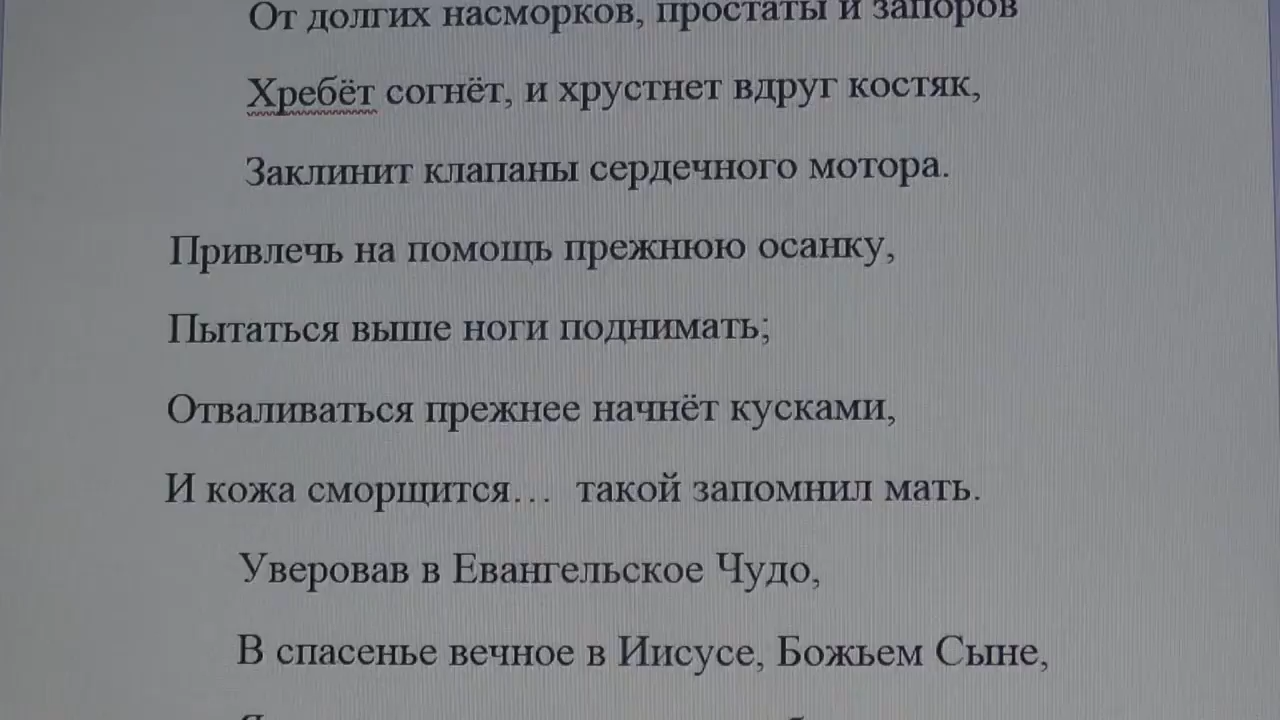 От долгих насморков, простаты и запоров
Хребёт согнёт, и хрустнет вдруг костяк,
Заклинит клапаны сердечного мотора.
Привлечь на помощь прежнюю осанку,
Пытаться выше ноги поднимать;
Отваливаться прежнее начнёт кусками,
И кожа сморщится… такой запомнил мать.
Уверовав в Евангельское Чудо,
В спасенье вечное в Иисусе, Божьем Сыне,